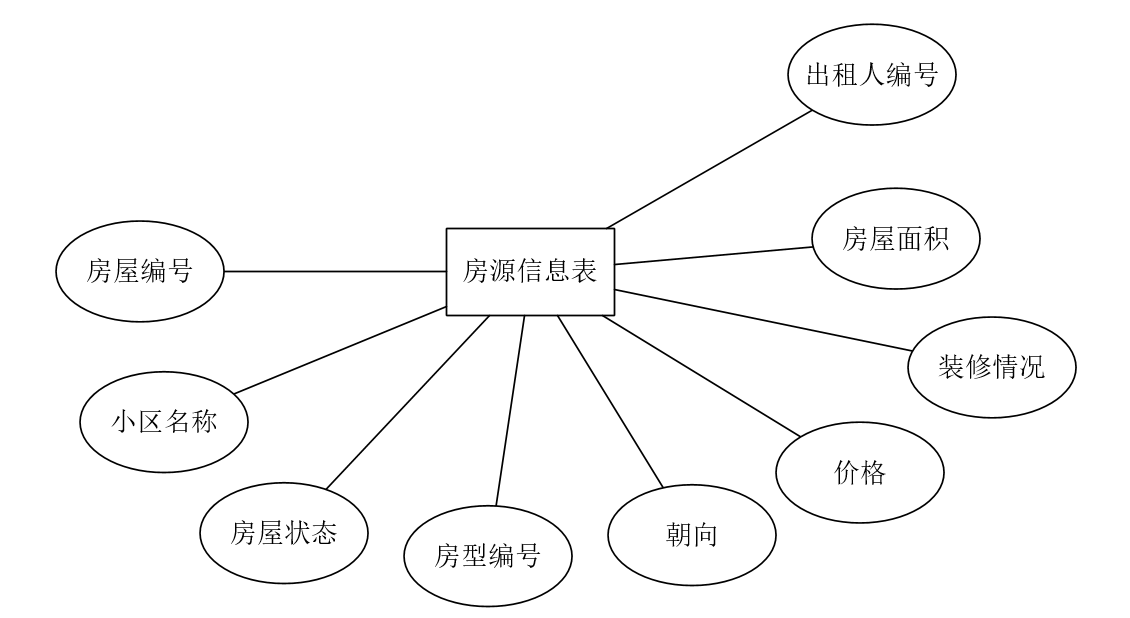 出租人编号
房屋面积
房源信息表
房屋编号
装修情况
小区名称
价格
房屋状态
朝向
房型编号